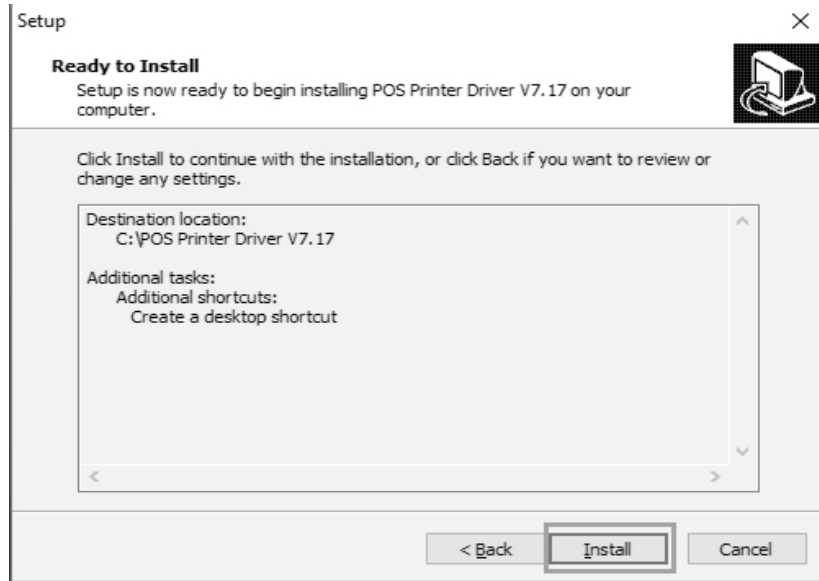 Setup
Ready to Install
Setup is now ready to begin installing POS Printer Driver V7.17 on your
computer.
Click Install to continue with the installation, or click Back if you want to review or
change any settings.
Destination location:
C:\POS Printer Driver V7.17
Additional tasks:
Additional shortcuts:
Create a desktop shortcut
< Back
Install
Cancel